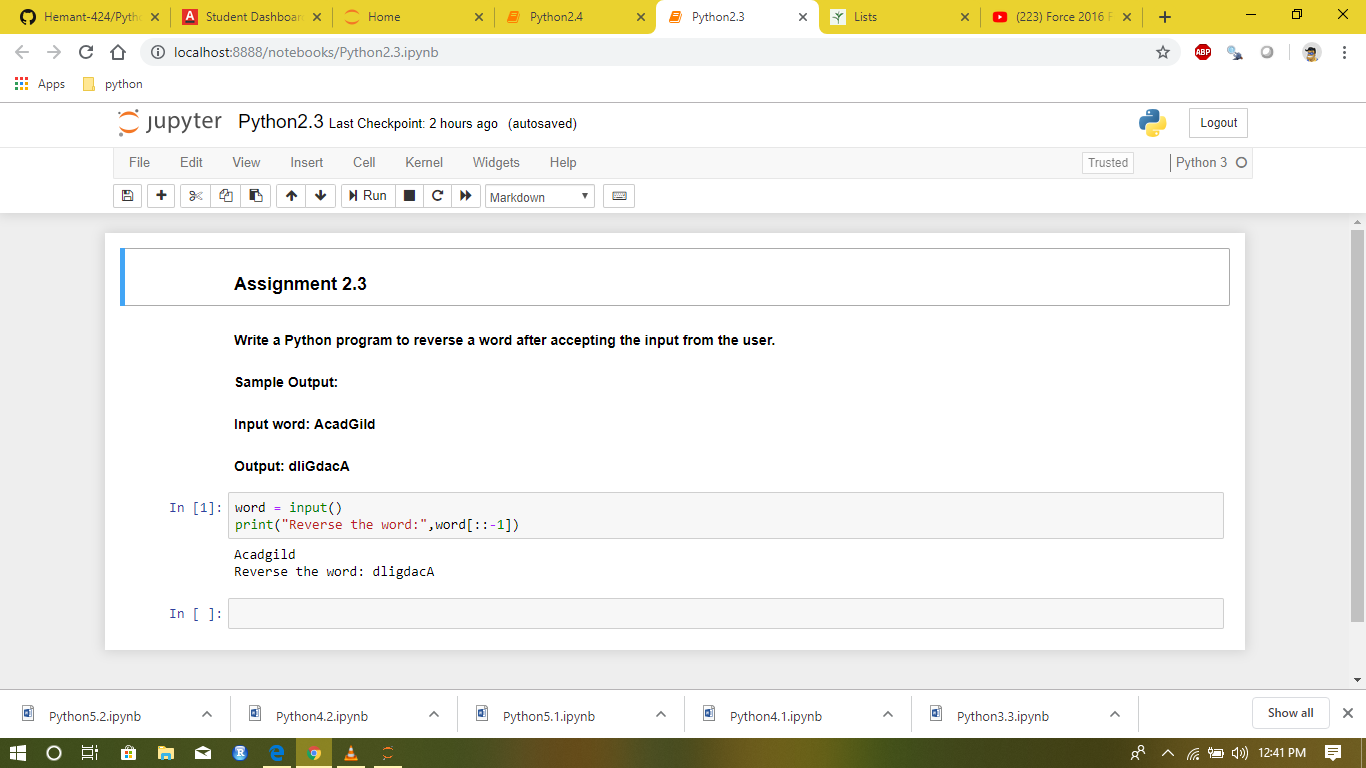 Hemant-424/Pytho
Student Dashboar
Home
Python2.4
Python2.3
Lists
(223) Force 2016 F
localhost:8888/notebooks/Python2.3.ipynb
ABP
Apps
python
jupyter
Python2.3 Last Checkpoint: 2 hours ago (autosaved)
Logout
File Edit View Insert Cell Kernel Widgets Help
Trusted
Python 3
Run
Markdown
Assignment 2.3
Write a Python program to reverse a word after accepting the input from the user.
Sample Output:
Input word: AcadGild
Output: dliGdacA
In [1]:
word = input()
print("Reverse the word:",word[::-1])
Acadgild
Reverse the word: dligdacA
In [ ]:
Python5.2.ipynb
Python4.2.ipynb
Python5.1.ipynb
Python4.1.ipynb
Python3.3.ipynb
Show all
12:41 PM